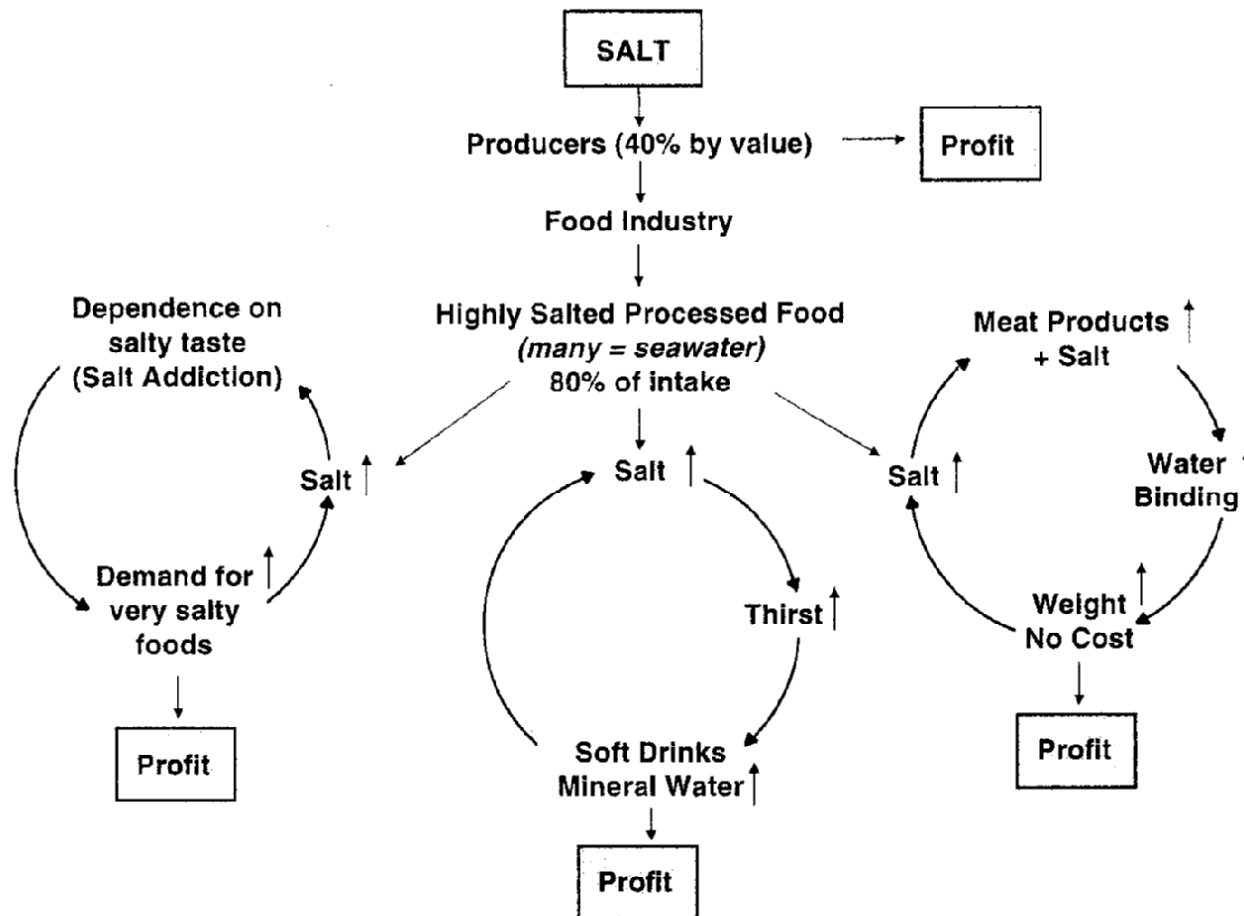 SALT
Producers (40% by value)
Profit
Food Industry
Highly Salted Processed Food
(many = seawater)
80% of intake
Dependence on
salty taste
(Salt Addiction)
Salt
Demand for
very salty
foods
Profit
Salt
Thirst
Soft Drinks
Mineral Water
Profit
Meat Products
+ Salt
Water
Binding
Weight
No Cost
Salt
Profit